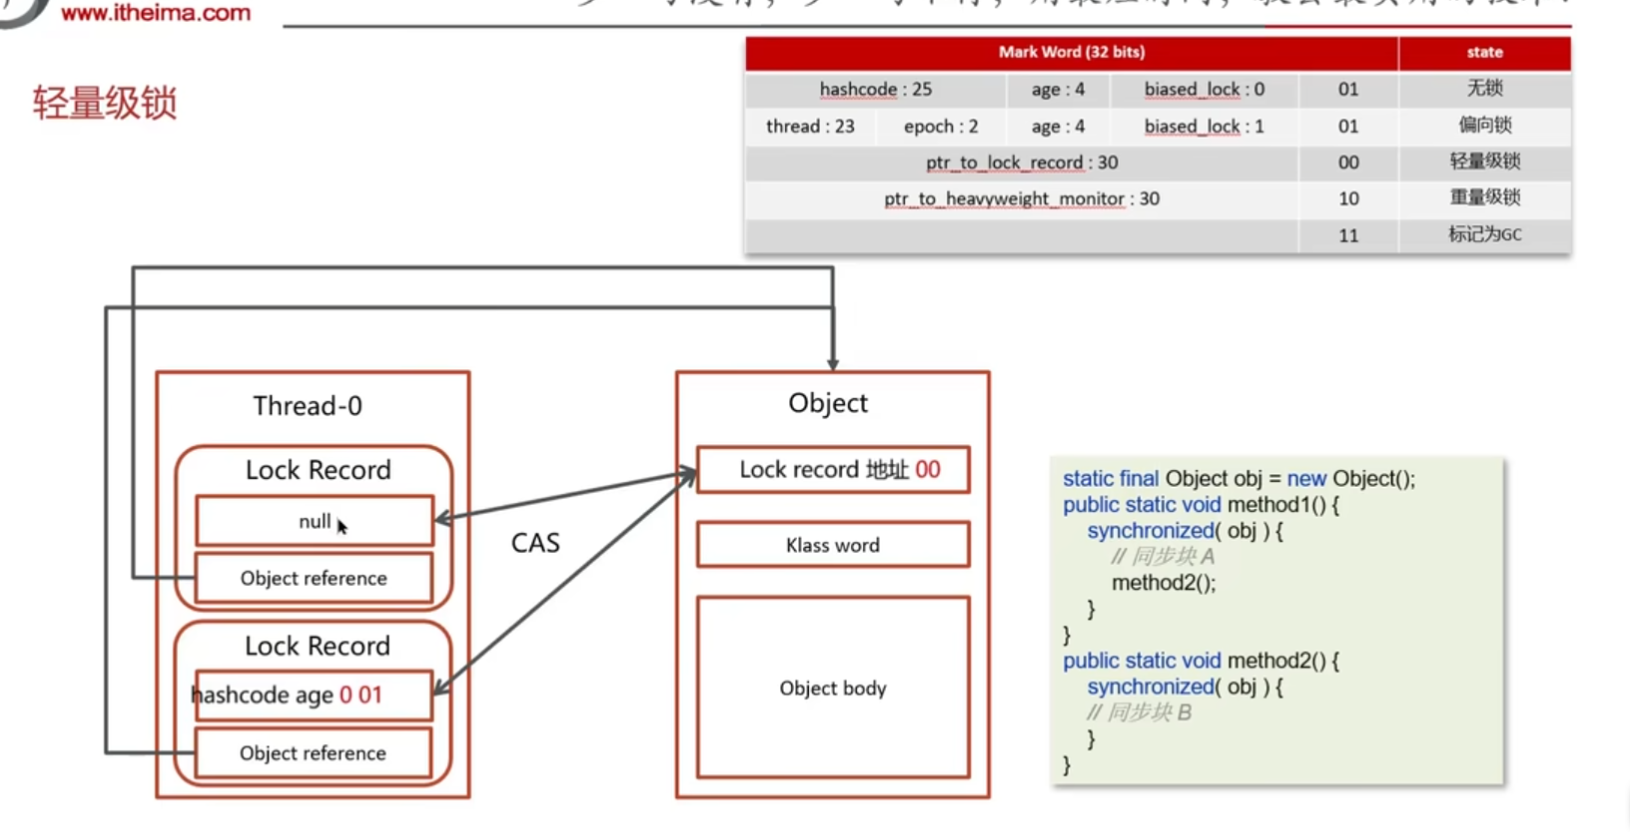 www.itheima.com
轻量级锁
Mark Word (32 bits) state
hashcode : 25 age : 4 biased_lock : 0 01 无锁
thread : 23 epoch : 2 age : 4 biased_lock : 1 01 偏向锁
ptr_to_lock_record : 30 00 轻量级锁
ptr_to_heavyweight_monitor : 30 10 重量级锁
11 标记为GC
Thread-0
Lock Record
null
Object reference
Lock Record
hashcode age 0 01
Object reference
CAS
Object
Lock record 地址 00
Klass word
Object body
static final Object obj = new Object();
public static void method1() {
synchronized( obj ) {
// 同步块 A
method2();
}
}
public static void method2() {
synchronized( obj ) {
// 同步块 B
}
}